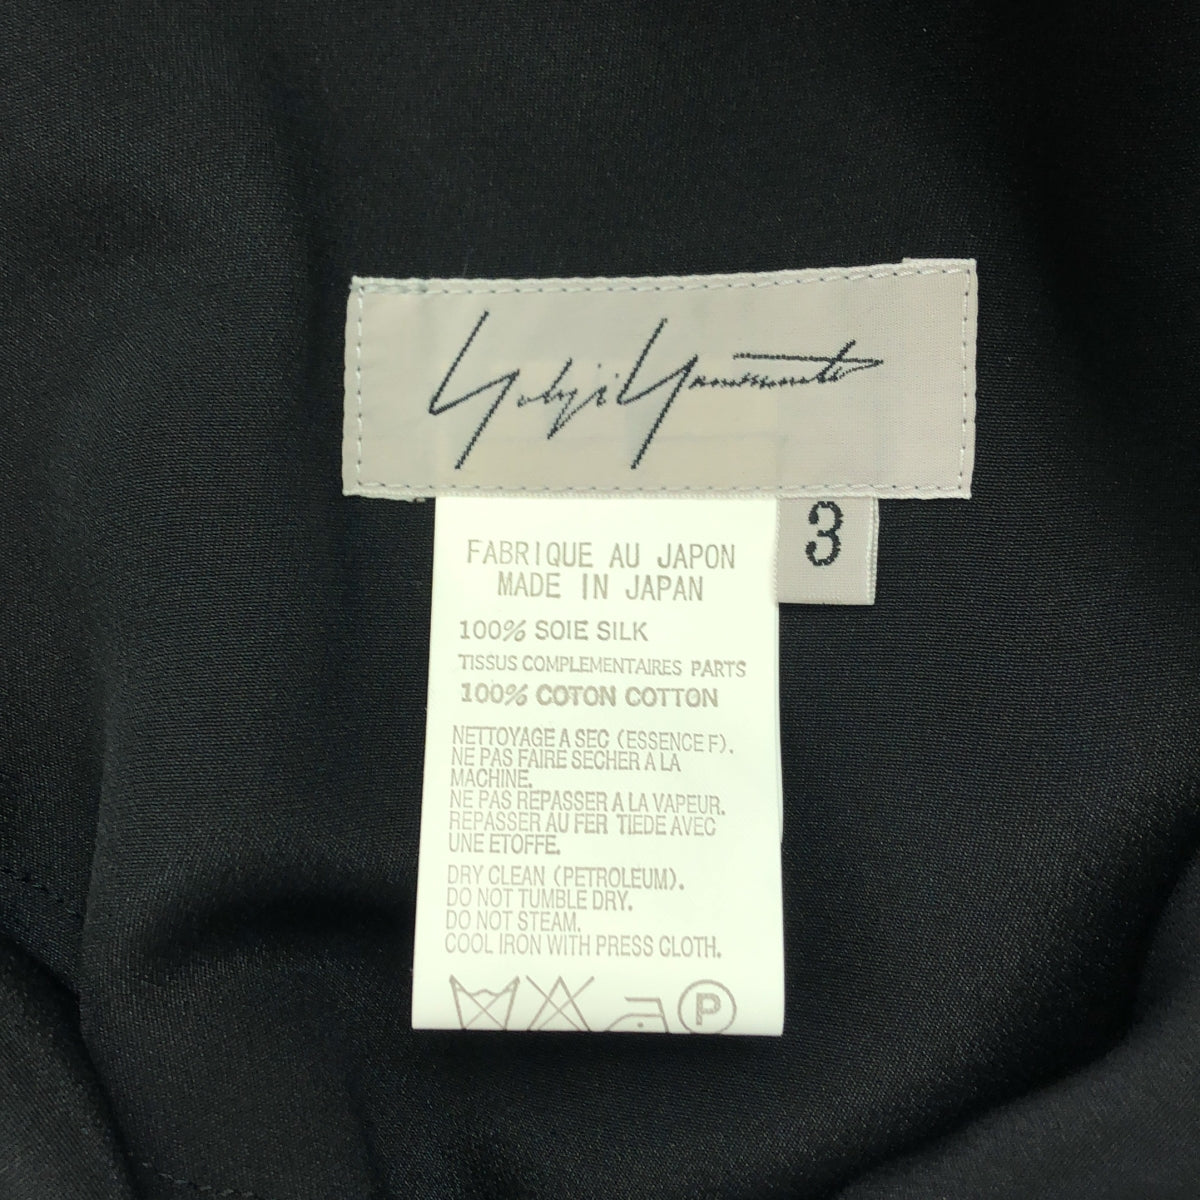 Yohji Yamamoto
3
FABRIQUE AU JAPON
MADE IN JAPAN
100% SOIE SILK
TISSUS COMPLEMENTAIRES PARTS
100% COTON COTTON
NETTOYAGE A SEC (ESSENCE F).
NE PAS FAIRE SECHER A LA
MACHINE.
NE PAS REPASSER A LA VAPEUR.
REPASSER AU FER TIEDE AVEC
UNE ETOFFE.
DRY CLEAN (PETROLEUM).
DO NOT TUMBLE DRY.
DO NOT STEAM.
COOL IRON WITH PRESS CLOTH.
P